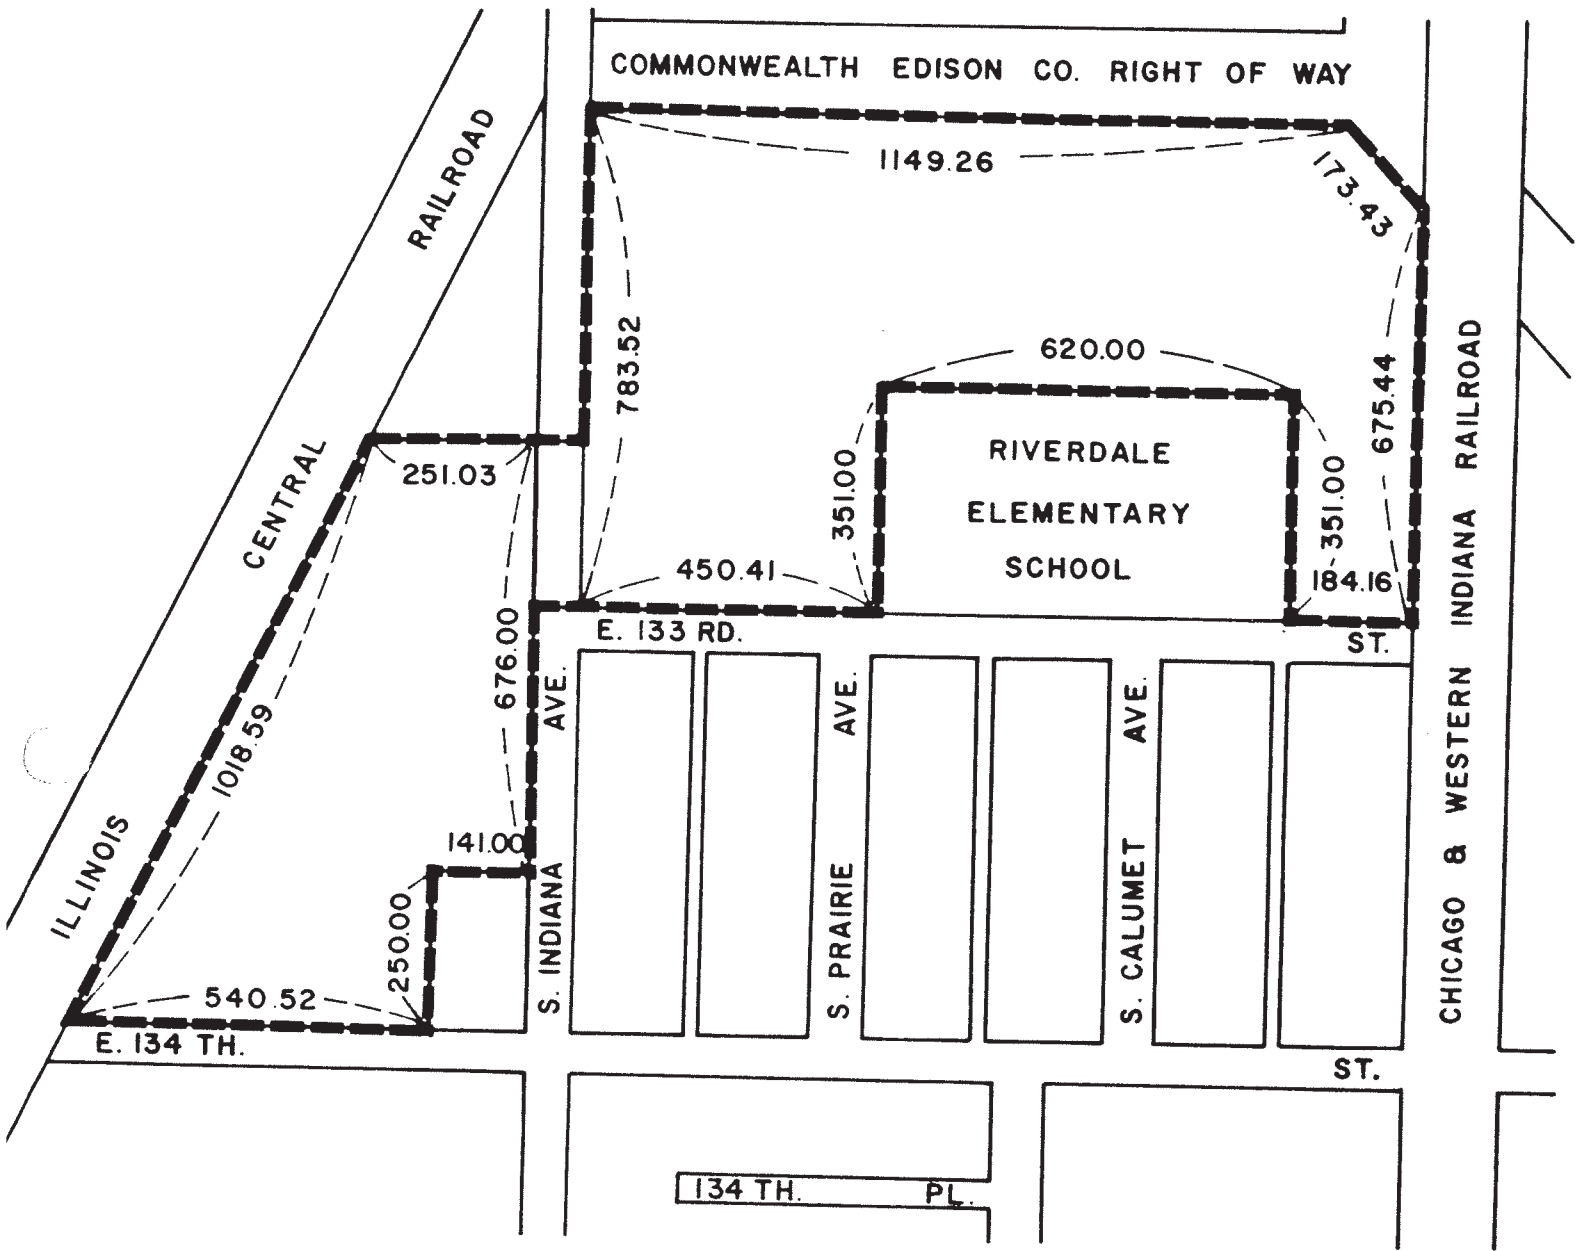 COMMONWEALTH EDISON CO. RIGHT OF WAY
1149.26
173.43
ILLINOIS CENTRAL RAILROAD
783.52
620.00
675.44
251.03
RIVERDALE
ELEMENTARY
SCHOOL
351.00
351.00
450.41
184.16
E. 133 RD. ST.
676.00
1018.59
141.00
250.00
540.52
S. INDIANA AVE.
S. PRAIRIE AVE.
S. CALUMET AVE.
CHICAGO & WESTERN INDIANA RAILROAD
E. 134 TH. ST.
134 TH. PL.